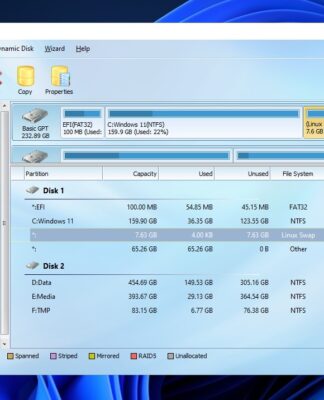 Dynamic Disk Wizard Help
Copy Properties
Basic GPT
232.89 GB
EFI(FAT32)
100 MB (Used:
C:Windows 11(NTFS)
159.9 GB (Used: 22%)
(Linux
7.6 GB
Partition Capacity Used Unused File System
Disk 1
*:EFI 100.00 MB 54.85 MB 45.15 MB FAT32
C:Windows 11 159.90 GB 36.35 GB 123.55 GB NTFS
*: 7.63 GB 4.00 KB 7.63 GB Linux Swap
*: 65.26 GB 65.26 GB 0 B Other
Disk 2
D:Data 454.69 GB 149.53 GB 305.16 GB NTFS
E:Media 393.67 GB 29.13 GB 364.54 GB NTFS
F:TMP 83.15 GB 6.77 GB 76.38 GB NTFS
Spanned Striped Mirrored RAID5 Unallocated